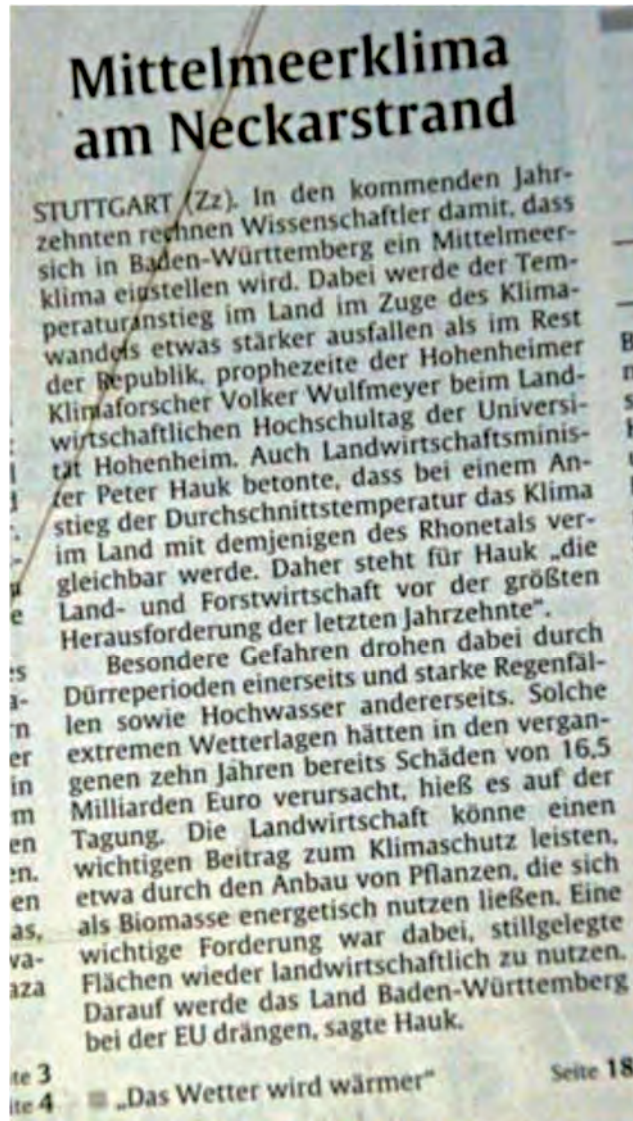 Mittelmeerklima
am Neckarstrand
STUTTGART (Zz). In den kommenden Jahr-
zehnten rechnen Wissenschaftler damit, dass
sich in Baden-Württemberg ein Mittelmeer-
klima einstellen wird. Dabei werde der Tem-
peraturanstieg im Land im Zuge des Klima-
wandels etwas stärker ausfallen als im Rest
der Republik, prophezeite der Hohenheimer
Klimaforscher Volker Wulfmeyer beim Land-
wirtschaftlichen Hochschultag der Universi-
tät Hohenheim. Auch Landwirtschaftsminis-
ter Peter Hauk betonte, dass bei einem An-
stieg der Durchschnittstemperatur das Klima
im Land mit demjenigen des Rhonetals ver-
gleichbar werde. Daher steht für Hauk „die
Land- und Forstwirtschaft vor der größten
Herausforderung der letzten Jahrzehnte“.
Besondere Gefahren drohen dabei durch
Dürreperioden einerseits und starke Regenfäl-
len sowie Hochwasser andererseits. Solche
extremen Wetterlagen hätten in den vergan-
genen zehn Jahren bereits Schäden von 16,5
Milliarden Euro verursacht, hieß es auf der
Tagung. Die Landwirtschaft könne einen
wichtigen Beitrag zum Klimaschutz leisten,
etwa durch den Anbau von Pflanzen, die sich
als Biomasse energetisch nutzen ließen. Eine
wichtige Forderung war dabei, stillgelegte
Flächen wieder landwirtschaftlich zu nutzen.
Darauf werde das Land Baden-Württemberg
bei der EU drängen, sagte Hauk.
„Das Wetter wird wärmer“ Seite 18